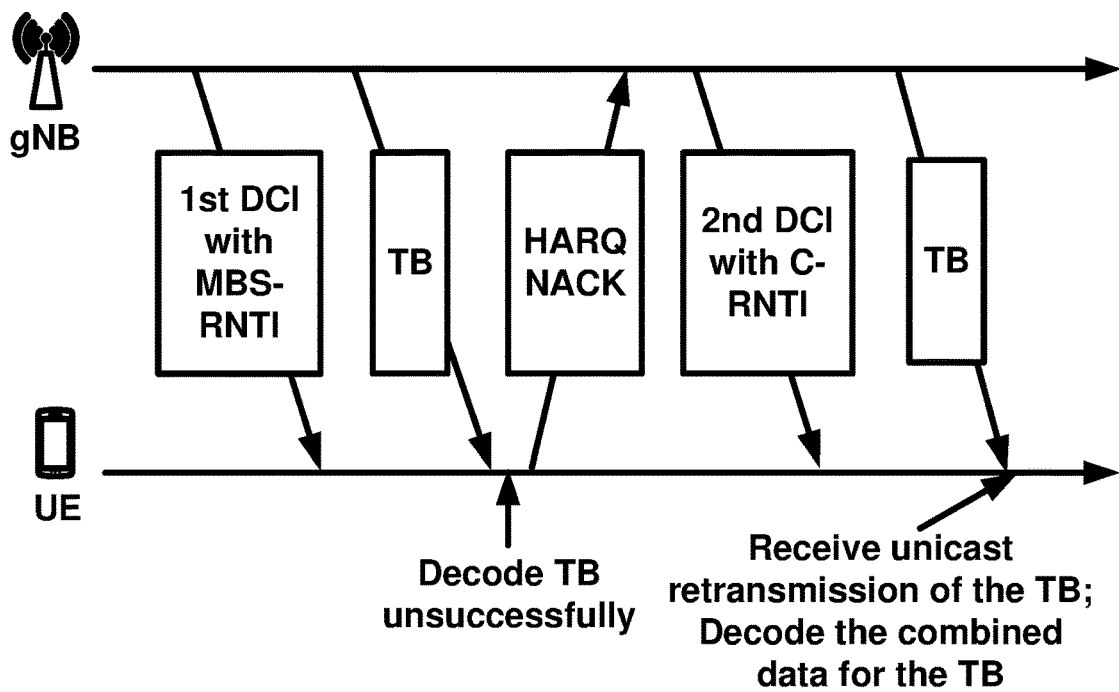 gNB
1st DCI
with
MBS-
RNTI
TB
HARQ
NACK
2nd DCI
with C-
RNTI
TB
UE
Decode TB
unsuccessfully
Receive unicast
retransmission of the TB;
Decode the combined
data for the TB